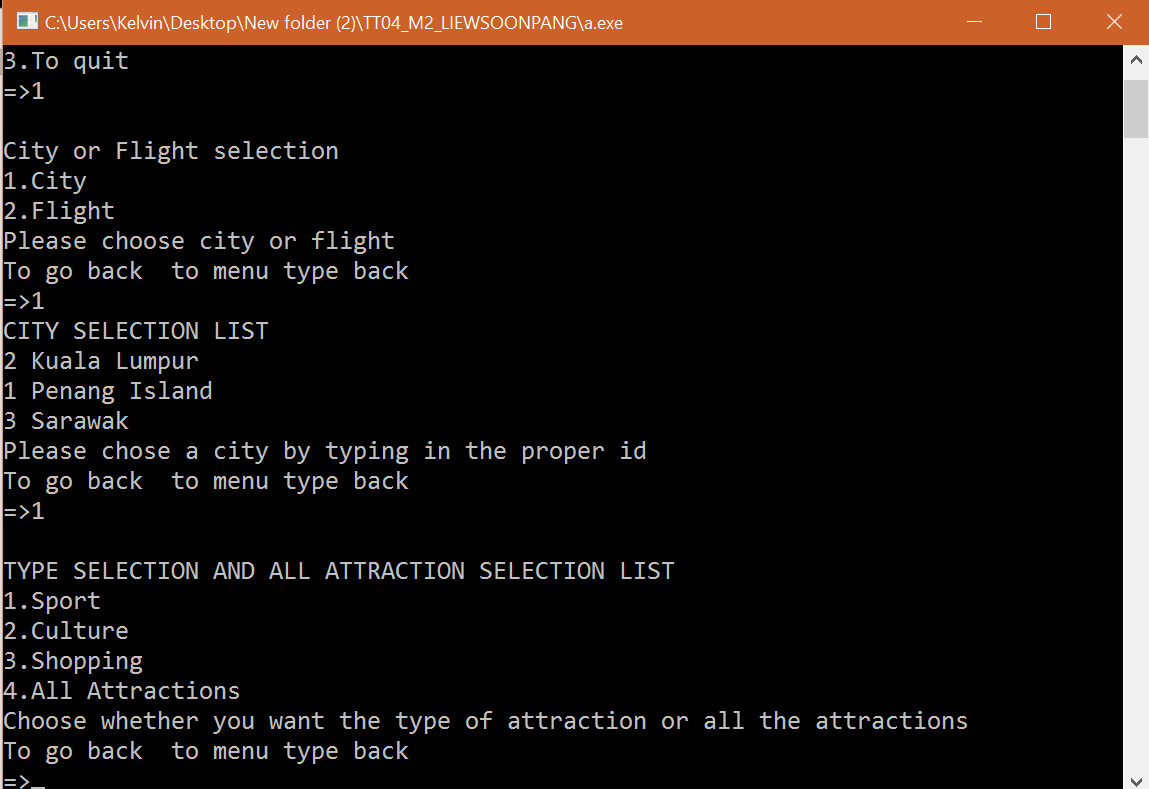 C:\Users\Kelvin\Desktop\New folder (2)\TT04_M2_LIEWSOONPANG\a.exe
3.To quit
=>1
City or Flight selection
1.City
2.Flight
Please choose city or flight
To go back  to menu type back
=>1
CITY SELECTION LIST
2 Kuala Lumpur
1 Penang Island
3 Sarawak
Please chose a city by typing in the proper id
To go back  to menu type back
=>1
TYPE SELECTION AND ALL ATTRACTION SELECTION LIST
1.Sport
2.Culture
3.Shopping
4.All Attractions
Choose whether you want the type of attraction or all the attractions
To go back  to menu type back
=>_